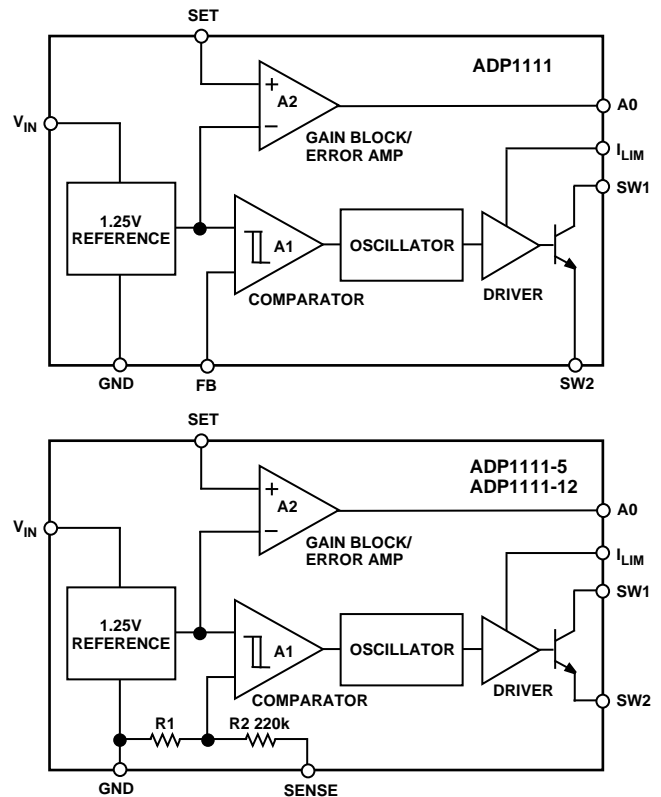 SET
ADP1111
A2
+
−
V_IN
GAIN BLOCK/
ERROR AMP
A0
I_LIM
SW1
1.25V
REFERENCE
A1
OSCILLATOR
COMPARATOR
DRIVER
GND
FB
SW2
SET
ADP1111-5
ADP1111-12
A2
+
−
V_IN
GAIN BLOCK/
ERROR AMP
A0
I_LIM
SW1
1.25V
REFERENCE
A1
OSCILLATOR
COMPARATOR
DRIVER
SW2
R1
R2 220k
GND
SENSE